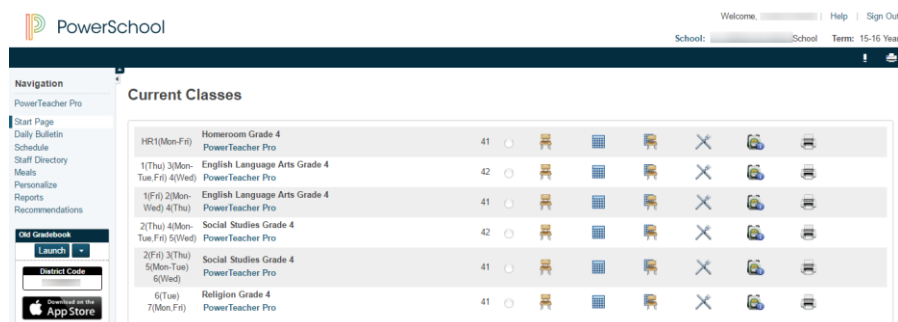 PowerSchool
Welcome, | Help | Sign Out
School: School Term: 15-16 Year
Navigation
PowerTeacher Pro
Start Page
Daily Bulletin
Schedule
Staff Directory
Meals
Personalize
Reports
Recommendations
Old Gradebook
Launch
District Code
Download on the
App Store
Current Classes
HR1(Mon-Fri) Homeroom Grade 4 41
PowerTeacher Pro
1(Thu) 3(Mon- English Language Arts Grade 4 42
Tue,Fri) 4(Wed) PowerTeacher Pro
1(Fri) 2(Mon- English Language Arts Grade 4 41
Wed) 4(Thu) PowerTeacher Pro
2(Thu) 4(Mon- Social Studies Grade 4 42
Tue,Fri) 5(Wed) PowerTeacher Pro
2(Fri) 3(Thu)
5(Mon-Tue) Social Studies Grade 4 41
6(Wed) PowerTeacher Pro
6(Tue) Religion Grade 4 41
7(Mon,Fri) PowerTeacher Pro